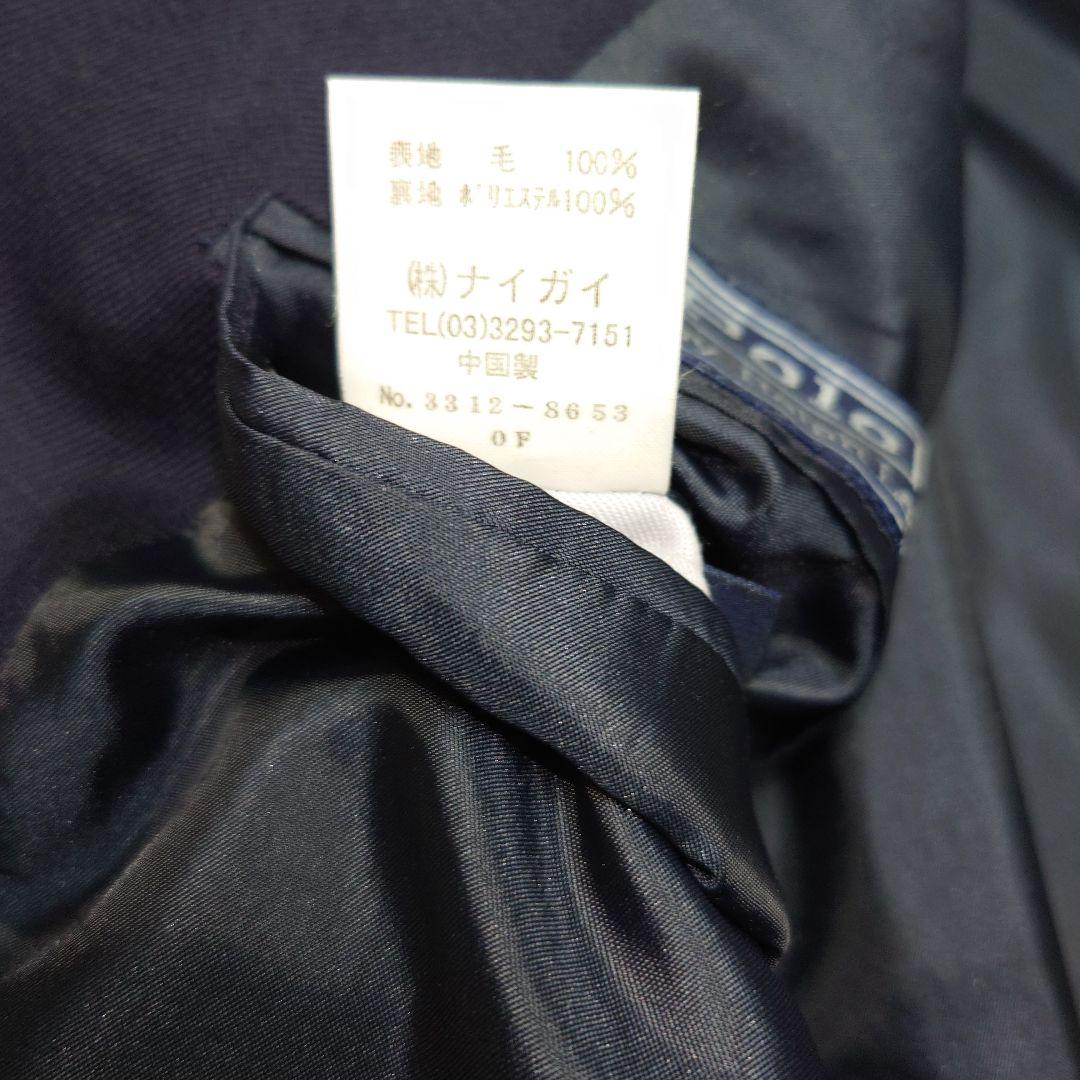 表地 毛 100%
裏地 ポリエステル100%
(株)ナイガイ
TEL(03)3293-7151
中国製
No. 3312-8653
0F